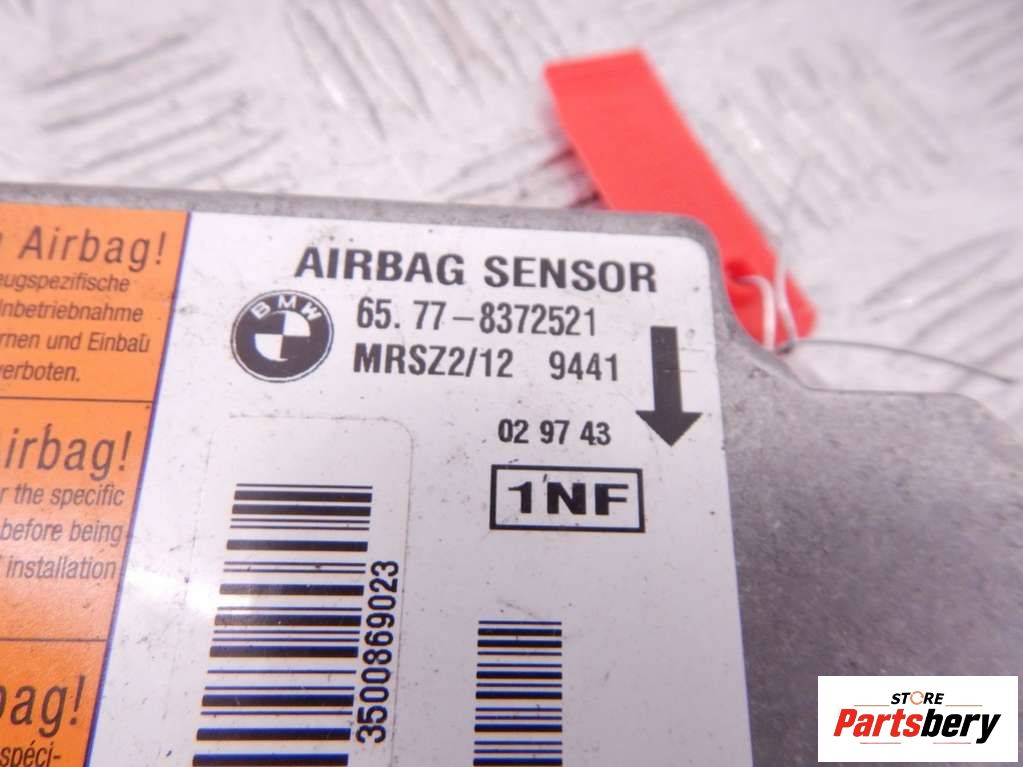 Airbag!
eugspezifische
Inbetriebnahme
rnen und Einbau
verboten.
Airbag!
r the specific
before being
installation
bag!
spéci-
AIRBAG SENSOR
BMW
65. 77-8372521
MRSZ2/12 9441
02 97 43
1NF
3500869023
STORE
Partsbery